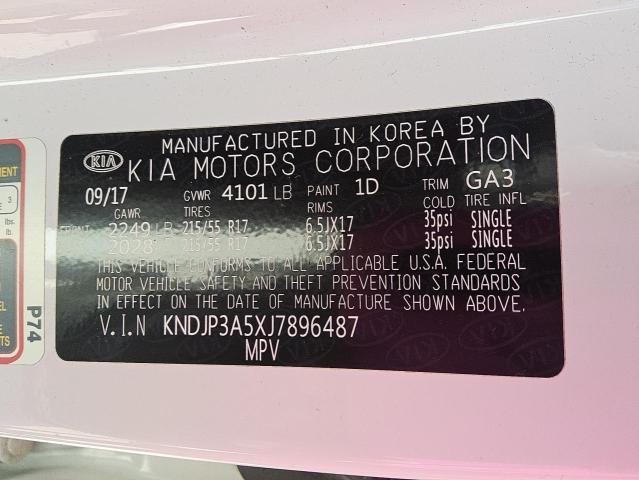 MANUFACTURED IN KOREA BY
KIA KIA MOTORS CORPORATION
09/17 GVWR 4101 LB PAINT 1D TRIM GA3
GAWR TIRES RIMS COLD TIRE INFL
FRONT 2249 LB 215/55 R17 6.5JX17 35psi SINGLE
2028 215/55 R17 6.5JX17 35psi SINGLE
THIS VEHICLE CONFORMS TO ALL APPLICABLE U.S.A. FEDERAL
MOTOR VEHICLE SAFETY AND THEFT PREVENTION STANDARDS
IN EFFECT ON THE DATE OF MANUFACTURE SHOWN ABOVE.
V.I.N KNDJP3A5XJ7896487
MPV
P74
3
lbs.
lb.